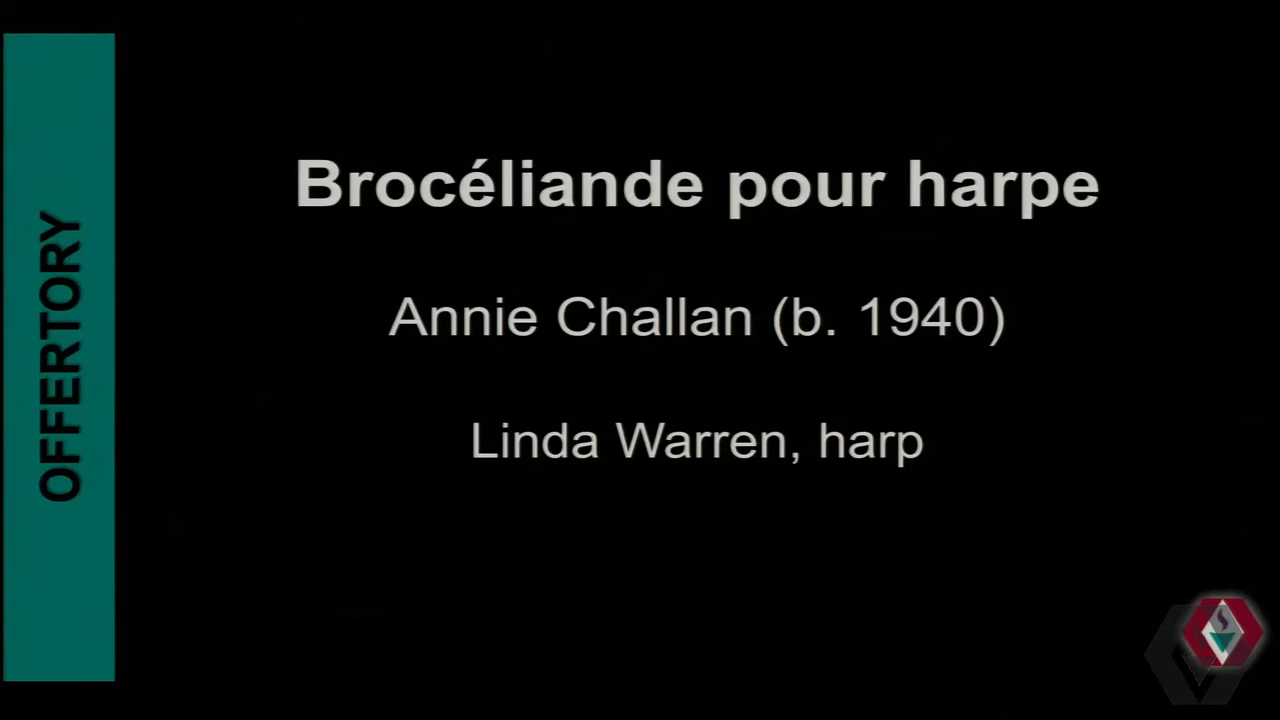 OFFERTORY
Brocéliande pour harpe
Annie Challan (b. 1940)
Linda Warren, harp